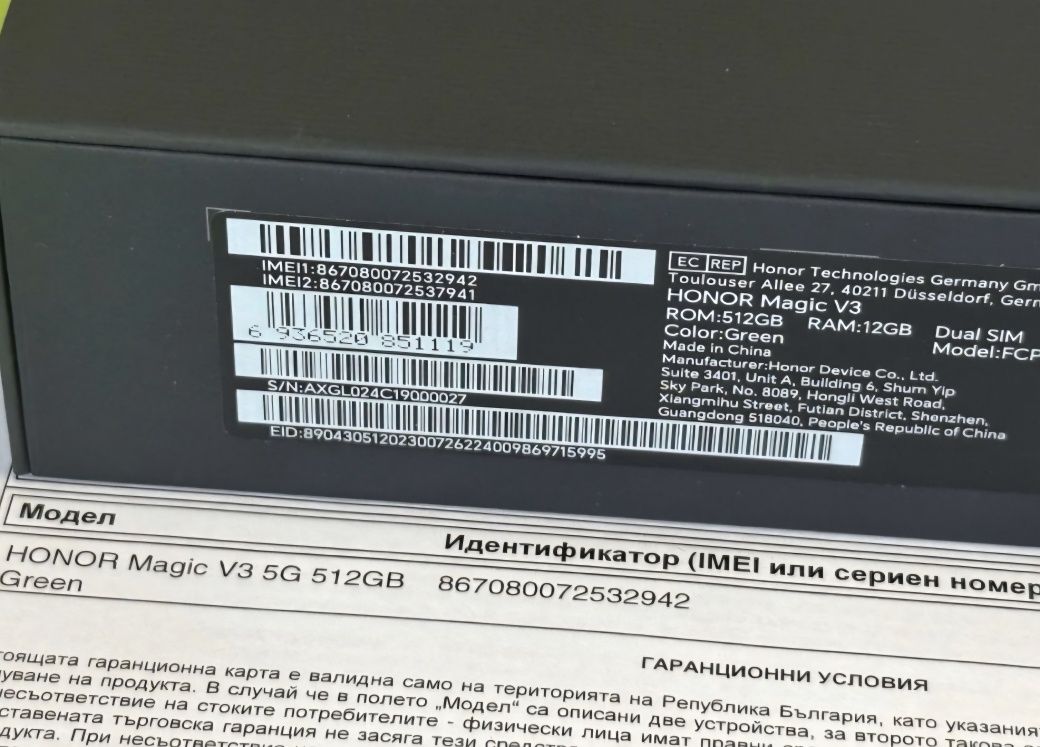 IMEI1:867080072532942
IMEI2:867080072537941
6 936520 851119
S/N:AXGL024C19000027
EID:89043051202300726224009869715995
EC REP Honor Technologies Germany Gm
Toulouser Allee 27, 40211 Düsseldorf, Germ
HONOR Magic V3
ROM:512GB RAM:12GB Dual SIM
Color:Green Model:FCP
Made in China
Manufacturer:Honor Device Co., Ltd.
Suite 3401, Unit A, Building 6, Shum Yip
Sky Park, No. 8089, Hongli West Road,
Xiangmihu Street, Futian District, Shenzhen,
Guangdong 518040, People's Republic of China
Модел
Идентификатор (IMEI или сериен номер
HONOR Magic V3 5G 512GB 867080072532942
Green
ГАРАНЦИОННИ УСЛОВИЯ
тоящата гаранционна карта е валидна само на територията на Република България, като указания
уване на продукта. В случай че в полето „Модел“ са описани две устройства, за второто такова
несъответствие на стоките потребителите - физически лица имат правни
ставената търговска гаранция не засяга тези
дукта. При несъответствие